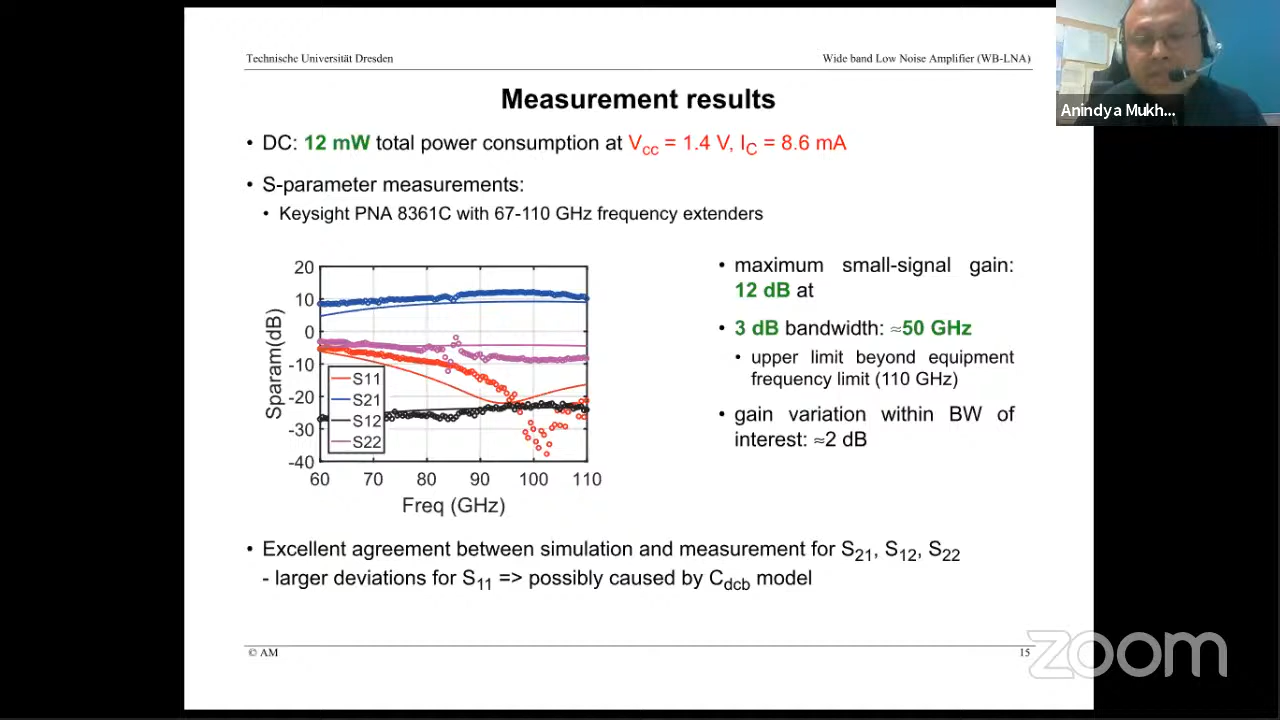 Technische Universität Dresden
Wide band Low Noise Amplifier (WB-LNA)
Anindya Mukh...
Measurement results
• DC: 12 mW total power consumption at Vcc = 1.4 V, IC = 8.6 mA
• S-parameter measurements:
• Keysight PNA 8361C with 67-110 GHz frequency extenders
20
10
0
-10
-20
-30
-40
Sparam(dB)
S11
S21
S12
S22
60 70 80 90 100 110
Freq (GHz)
• maximum small-signal gain:
12 dB at
• 3 dB bandwidth: ≈50 GHz
• upper limit beyond equipment
frequency limit (110 GHz)
• gain variation within BW of
interest: ≈2 dB
• Excellent agreement between simulation and measurement for S21, S12, S22
- larger deviations for S11 => possibly caused by Cdcb model
© AM
15
zoom